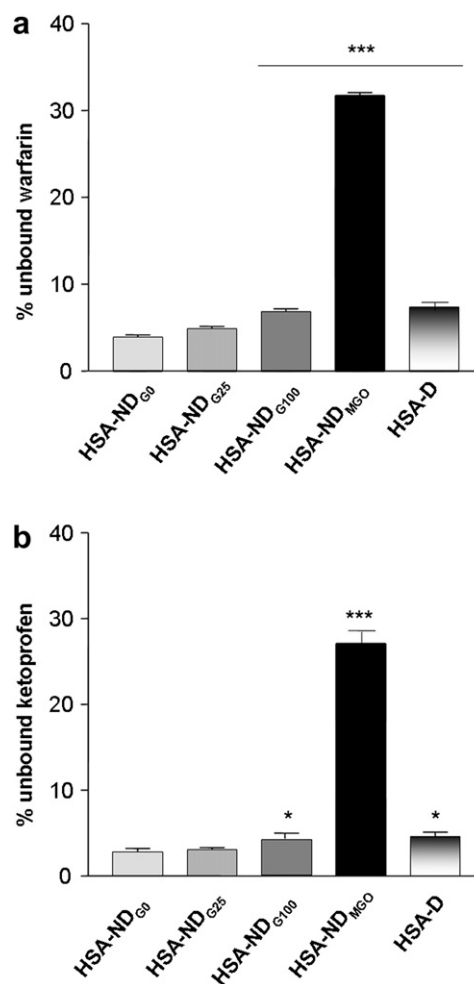 a
% unbound warfarin
40
30
20
10
0
***
HSA-ND_G0
HSA-ND_G25
HSA-ND_G100
HSA-ND_MGO
HSA-D
b
% unbound ketoprofen
40
30
20
10
0
*
***
*
HSA-ND_G0
HSA-ND_G25
HSA-ND_G100
HSA-ND_MGO
HSA-D